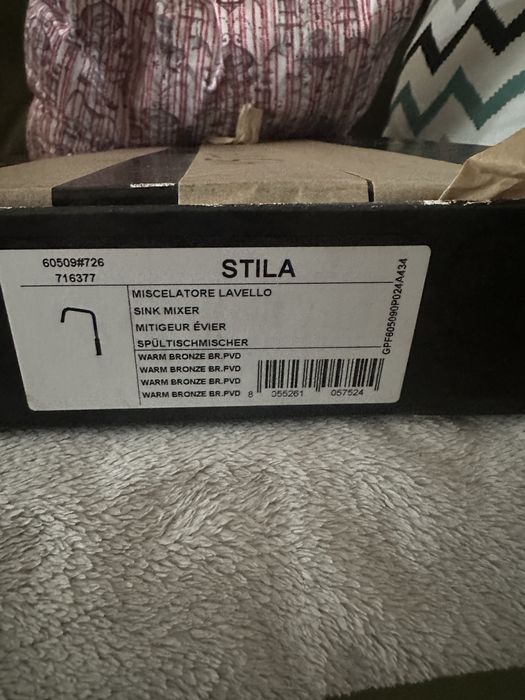 60509#726
716377
STILA
MISCELATORE LAVELLO
SINK MIXER
MITIGEUR ÉVIER
SPÜLTISCHMISCHER
WARM BRONZE BR.PVD
WARM BRONZE BR.PVD
WARM BRONZE BR.PVD
WARM BRONZE BR.PVD
8 055261 057524
GPF605090P024A434